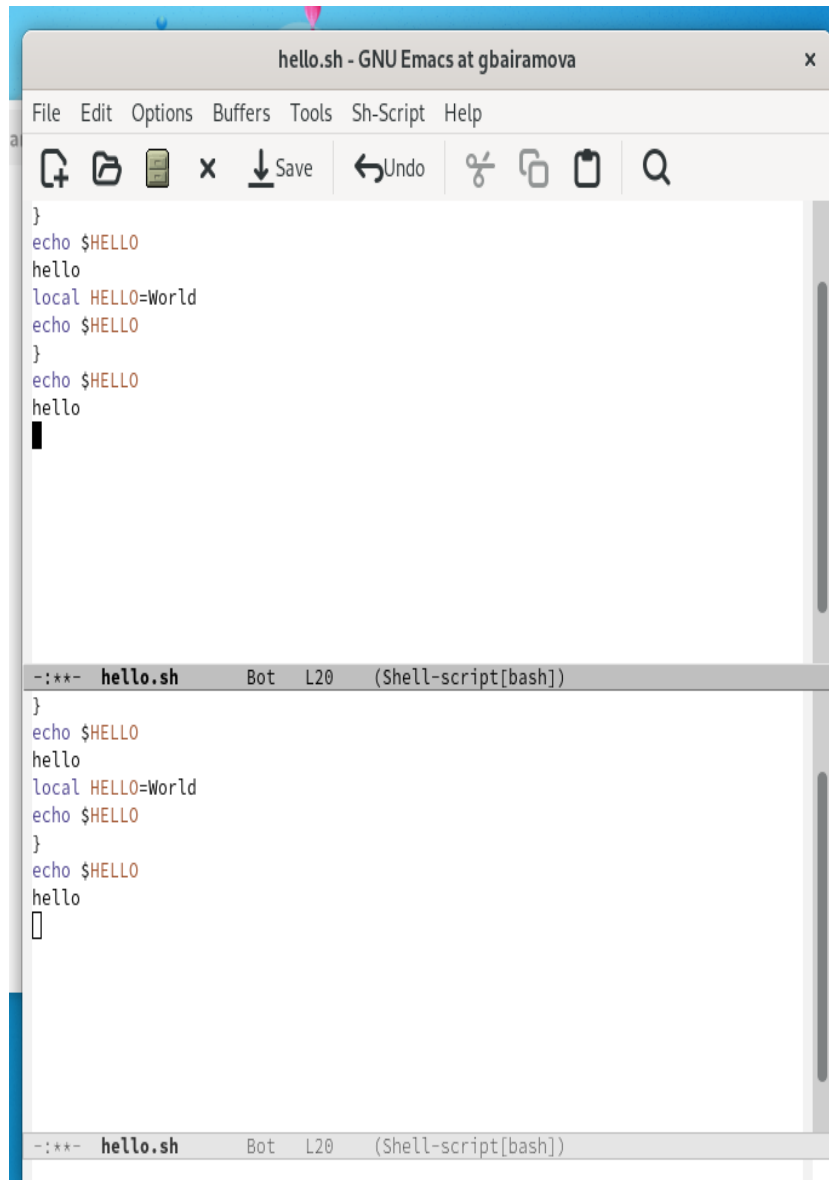 hello.sh - GNU Emacs at gbairamova
File Edit Options Buffers Tools Sh-Script Help
Save Undo
}
echo $HELLO
hello
local HELLO=World
echo $HELLO
}
echo $HELLO
hello
-:**- hello.sh Bot L20 (Shell-script[bash])
}
echo $HELLO
hello
local HELLO=World
echo $HELLO
}
echo $HELLO
hello
-:**- hello.sh Bot L20 (Shell-script[bash])